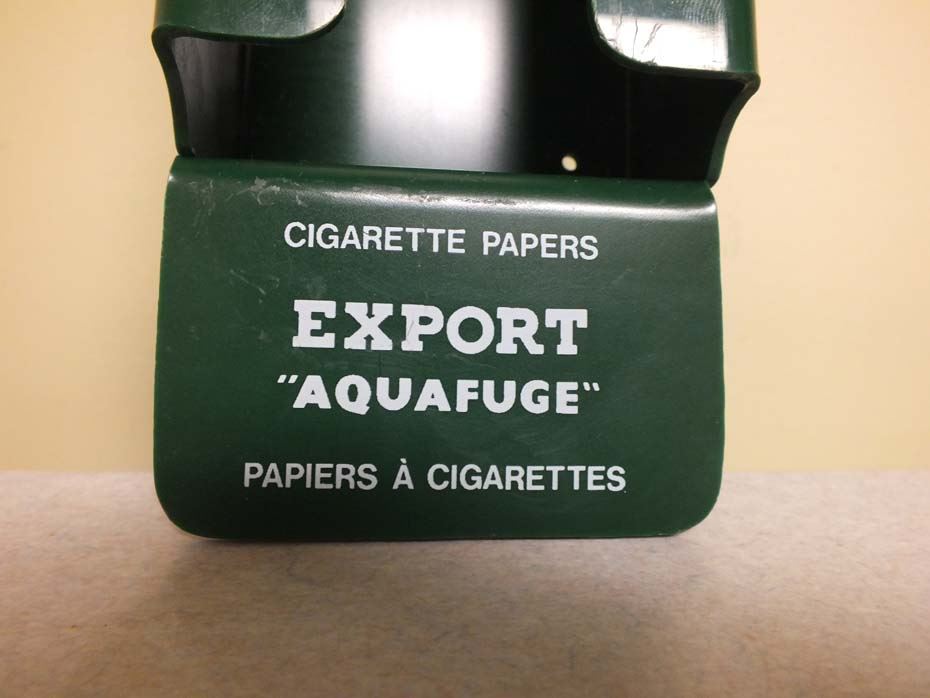 CIGARETTE PAPERS
EXPORT
"AQUAFUGE"
PAPIERS À CIGARETTES